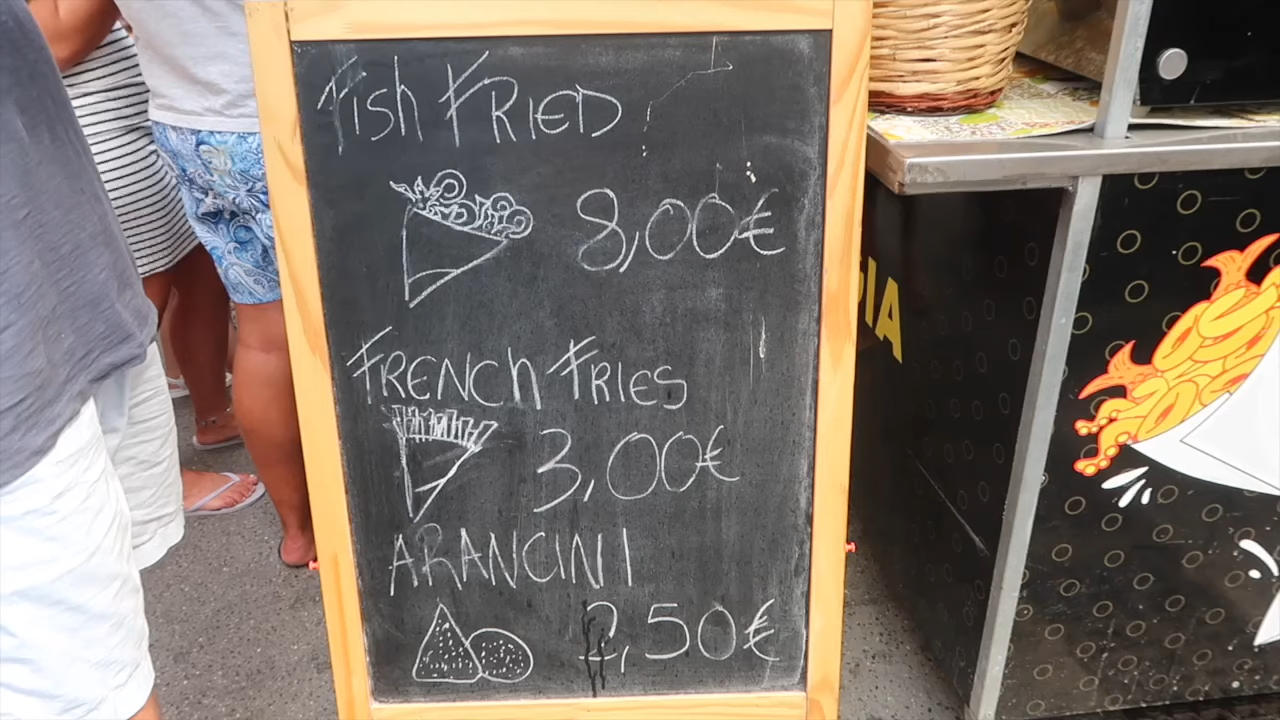 Fish FRIED
8,00€
FRENCh FRIES
3,00€
ARANCINI
2,50€